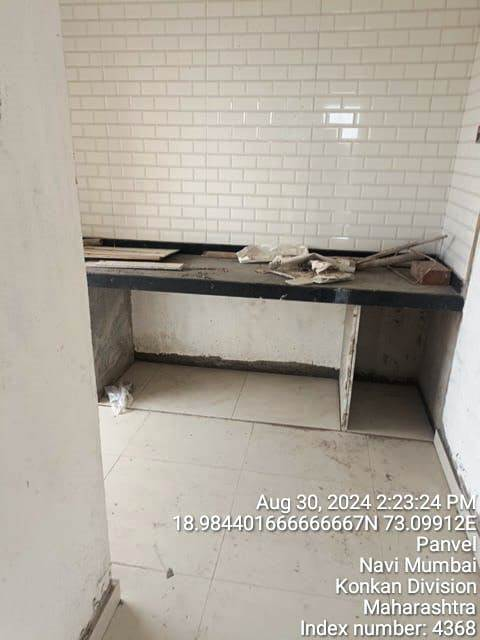 Aug 30, 2024 2:23:24 PM
18.984401666666667N 73.09912E
Panvel
Navi Mumbai
Konkan Division
Maharashtra
Index number: 4368